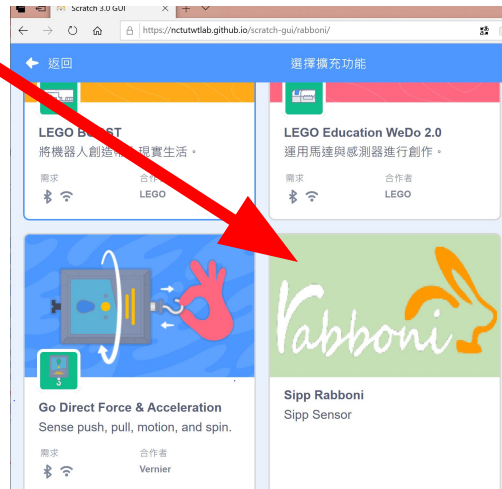 Scratch 3.0 GUI
https://nctutwtlab.github.io/scratch-gui/rabboni/
返回
選擇擴充功能
LEGO BOOST
將機器人創造帶入現實生活。
需求
合作者
LEGO
LEGO Education WeDo 2.0
運用馬達與感測器進行創作。
需求
合作者
LEGO
3
Go Direct Force & Acceleration
Sense push, pull, motion, and spin.
需求
合作者
Vernier
rabboni
Sipp Rabboni
Sipp Sensor